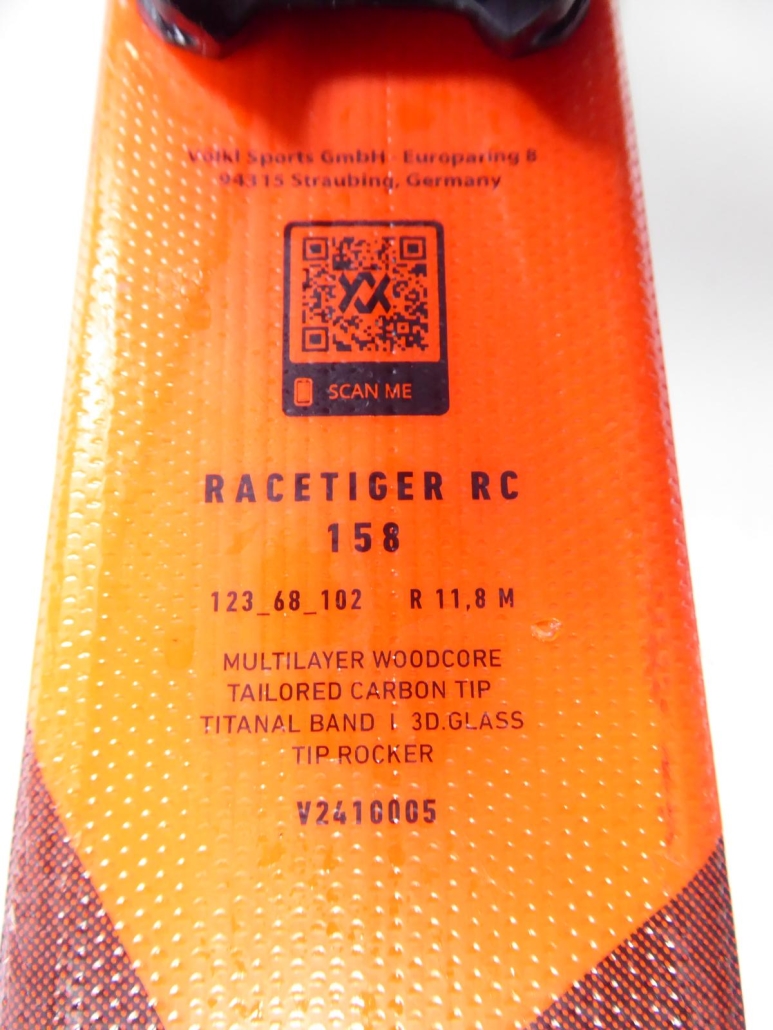 Völkl Sports GmbH · Europaring 8
94315 Straubing, Germany
SCAN ME
RACETIGER RC
158
123_68_102 R 11,8 M
MULTILAYER WOODCORE
TAILORED CARBON TIP
TITANAL BAND | 3D.GLASS
TIP ROCKER
V2410005